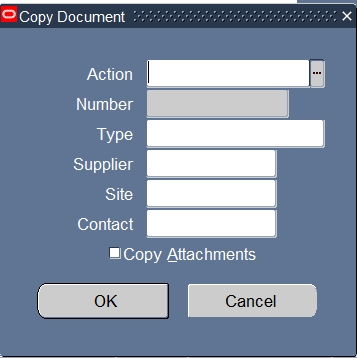 Copy Document
Action
Number
Type
Supplier
Site
Contact
Copy Attachments
OK Cancel